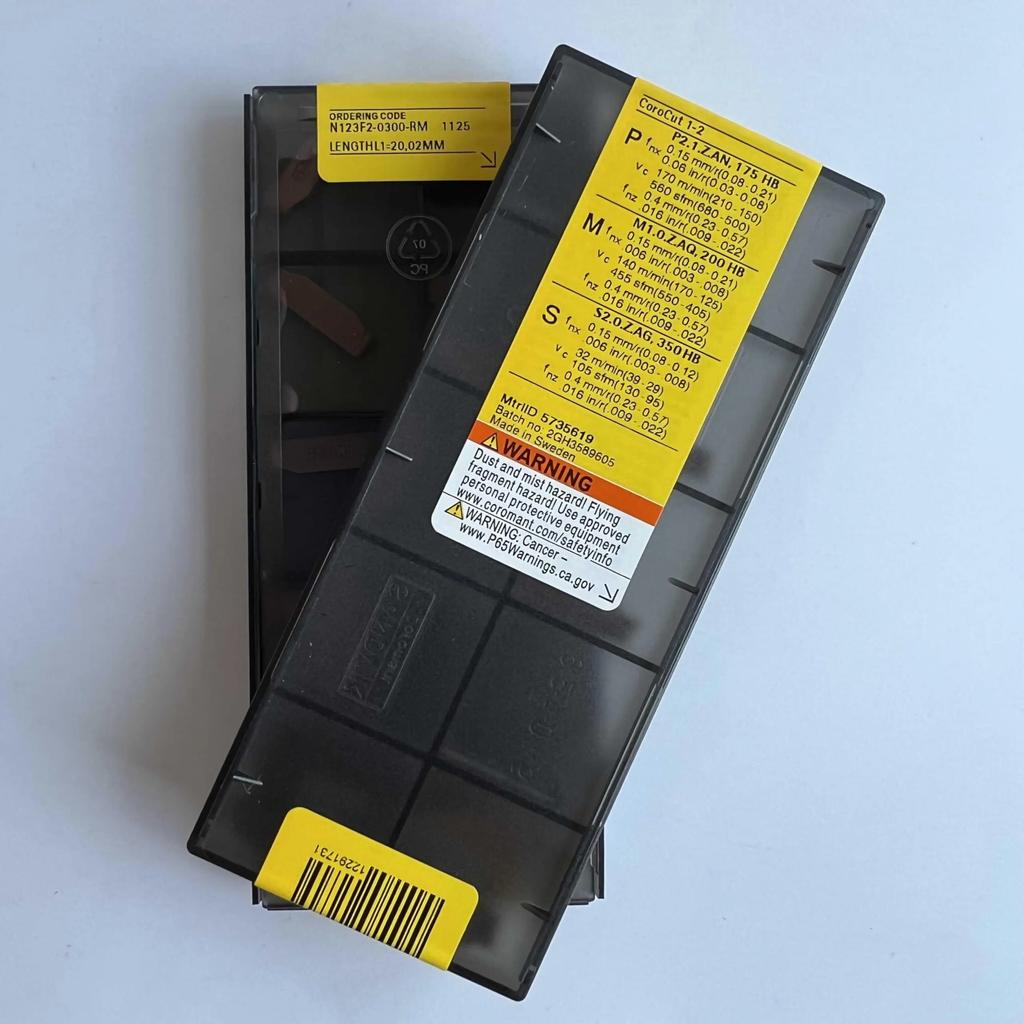 ORDERING CODE
N123F2-0300-RM 1125
LENGTHL1=20,02MM
07
PC
CoroCut 1-2
P2.1.Z.AN, 175 HB
P fnx 0.15 mm/r(0.08-0.21)
0.06 in/r(0.03-0.08)
vc 170 m/min(210-150)
560 sfm(680-500)
fnz 0.4 mm/r(0.23-0.57)
.016 in/r(.009-.022)
M1.0.Z.AQ, 200 HB
M fnx 0.15 mm/r(0.08-0.21)
.006 in/r(.003-.008)
vc 140 m/min(170-125)
455 sfm(550-405)
fnz 0.4 mm/r(0.23-0.57)
.016 in/r(.009-.022)
S2.0.Z.AG, 350 HB
S fnx 0.15 mm/r(0.08-0.12)
.006 in/r(.003-.008)
vc 32 m/min(39-29)
105 sfm(130-95)
fnz 0.4 mm/r(0.23-0.57)
.016 in/r(.009-.022)
MtrlID 5735619
Batch no: 2GH3589605
Made in Sweden
WARNING
Dust and mist hazard! Flying
fragment hazard! Use approved
personal protective equipment
www.coromant.com/safetyinfo
WARNING: Cancer –
www.P65Warnings.ca.gov
SANDVIK
Coromant
12291731